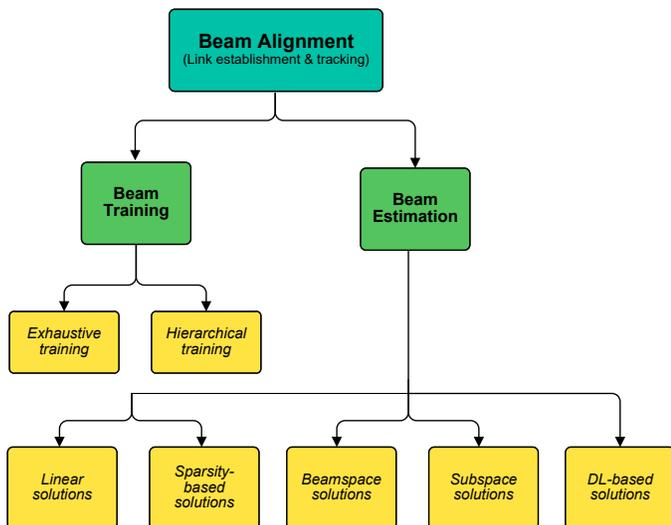 Beam Alignment
(Link establishment & tracking)
Beam
Training
Beam
Estimation
Exhaustive
training
Hierarchical
training
Linear
solutions
Sparsity-
based
solutions
Beamspace
solutions
Subspace
solutions
DL-based
solutions